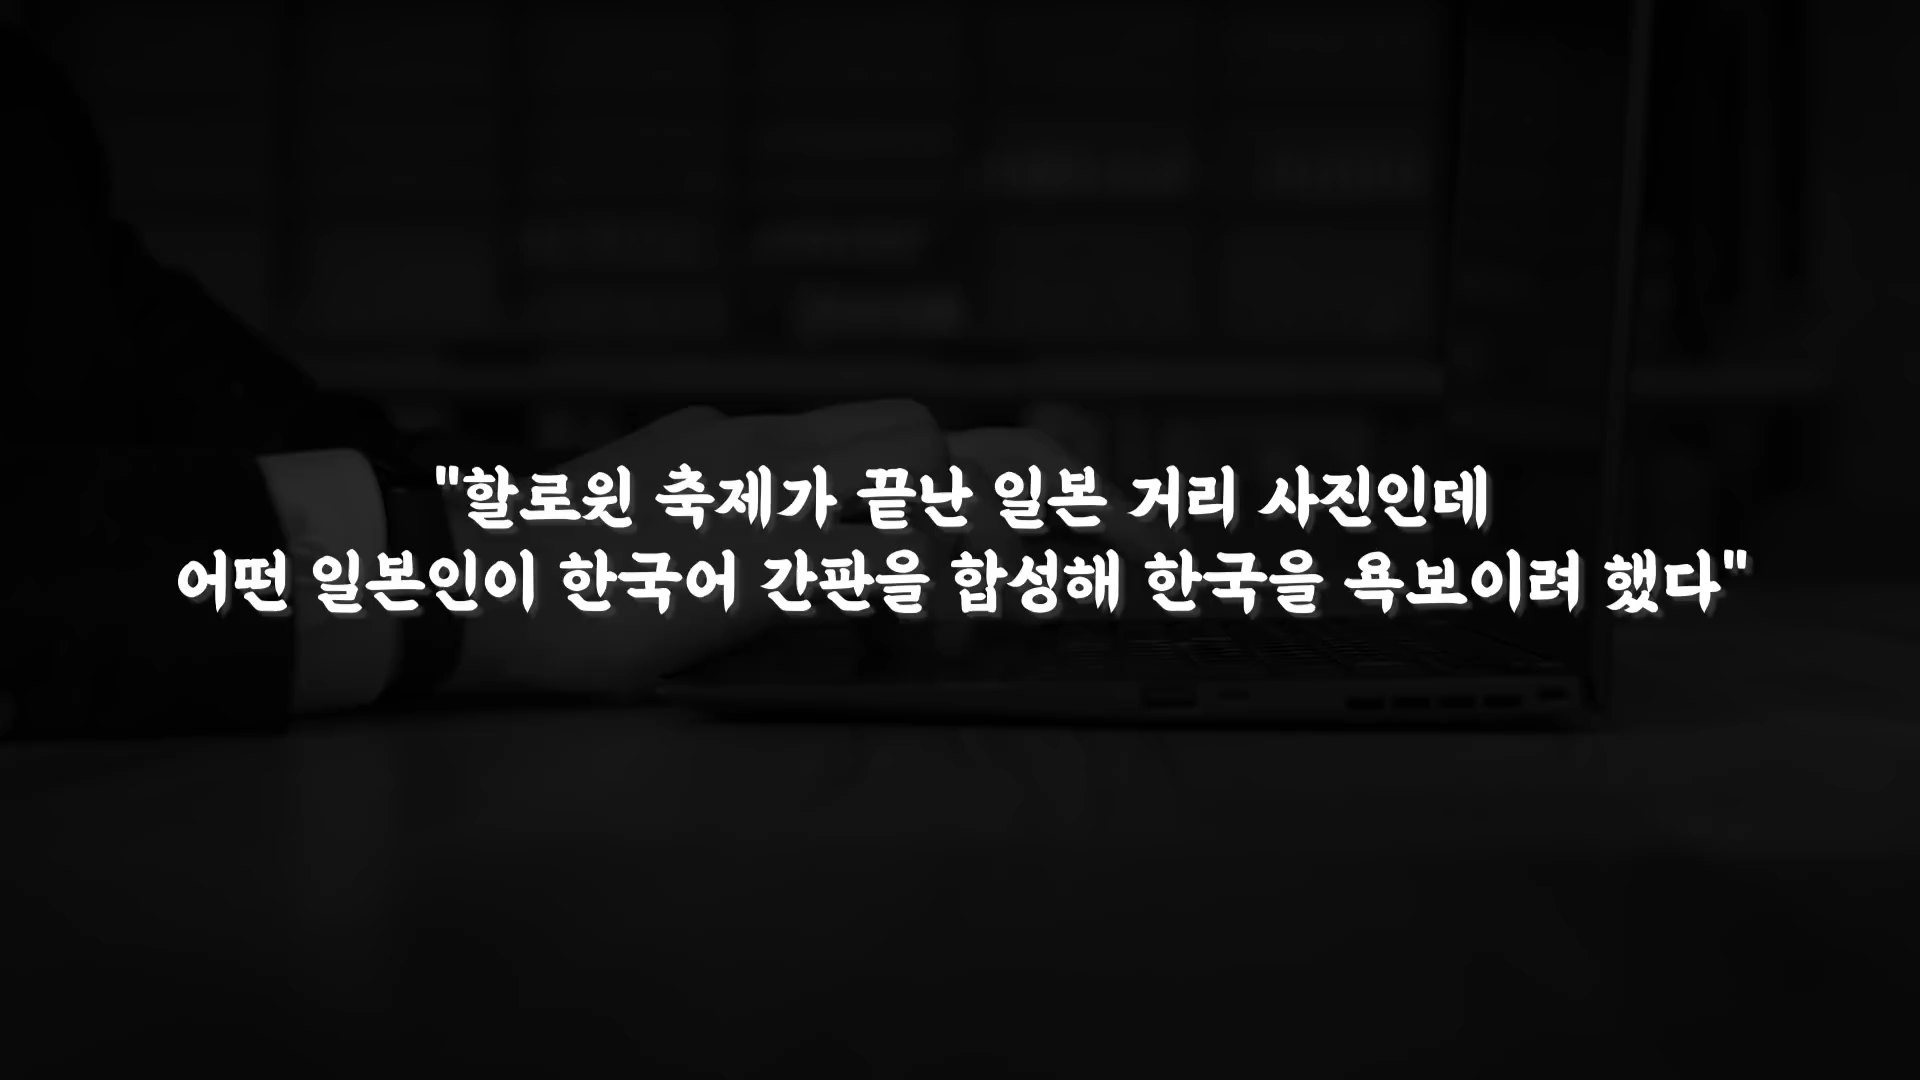 "할로윈 축제가 끝난 일본 거리 사진인데
어떤 일본인이 한국어 간판을 합성해 한국을 욕보이려 했다"